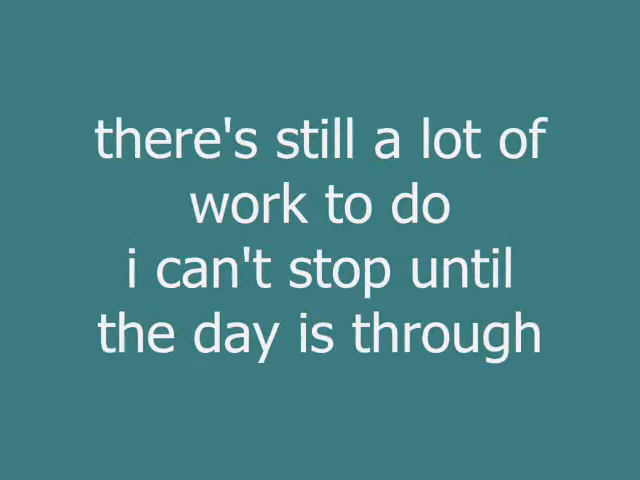 there's still a lot of
work to do
i can't stop until
the day is through